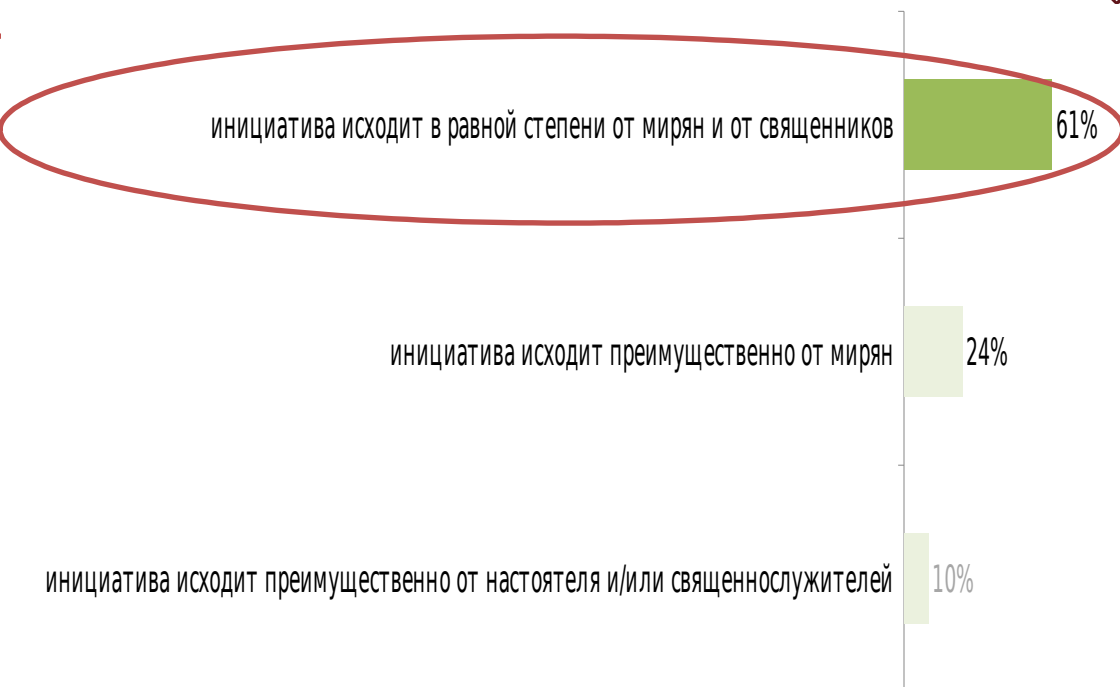 инициатива исходит в равной степени от мирян и от священников 61%
инициатива исходит преимущественно от мирян 24%
инициатива исходит преимущественно от настоятеля и/или священнослужителей 10%